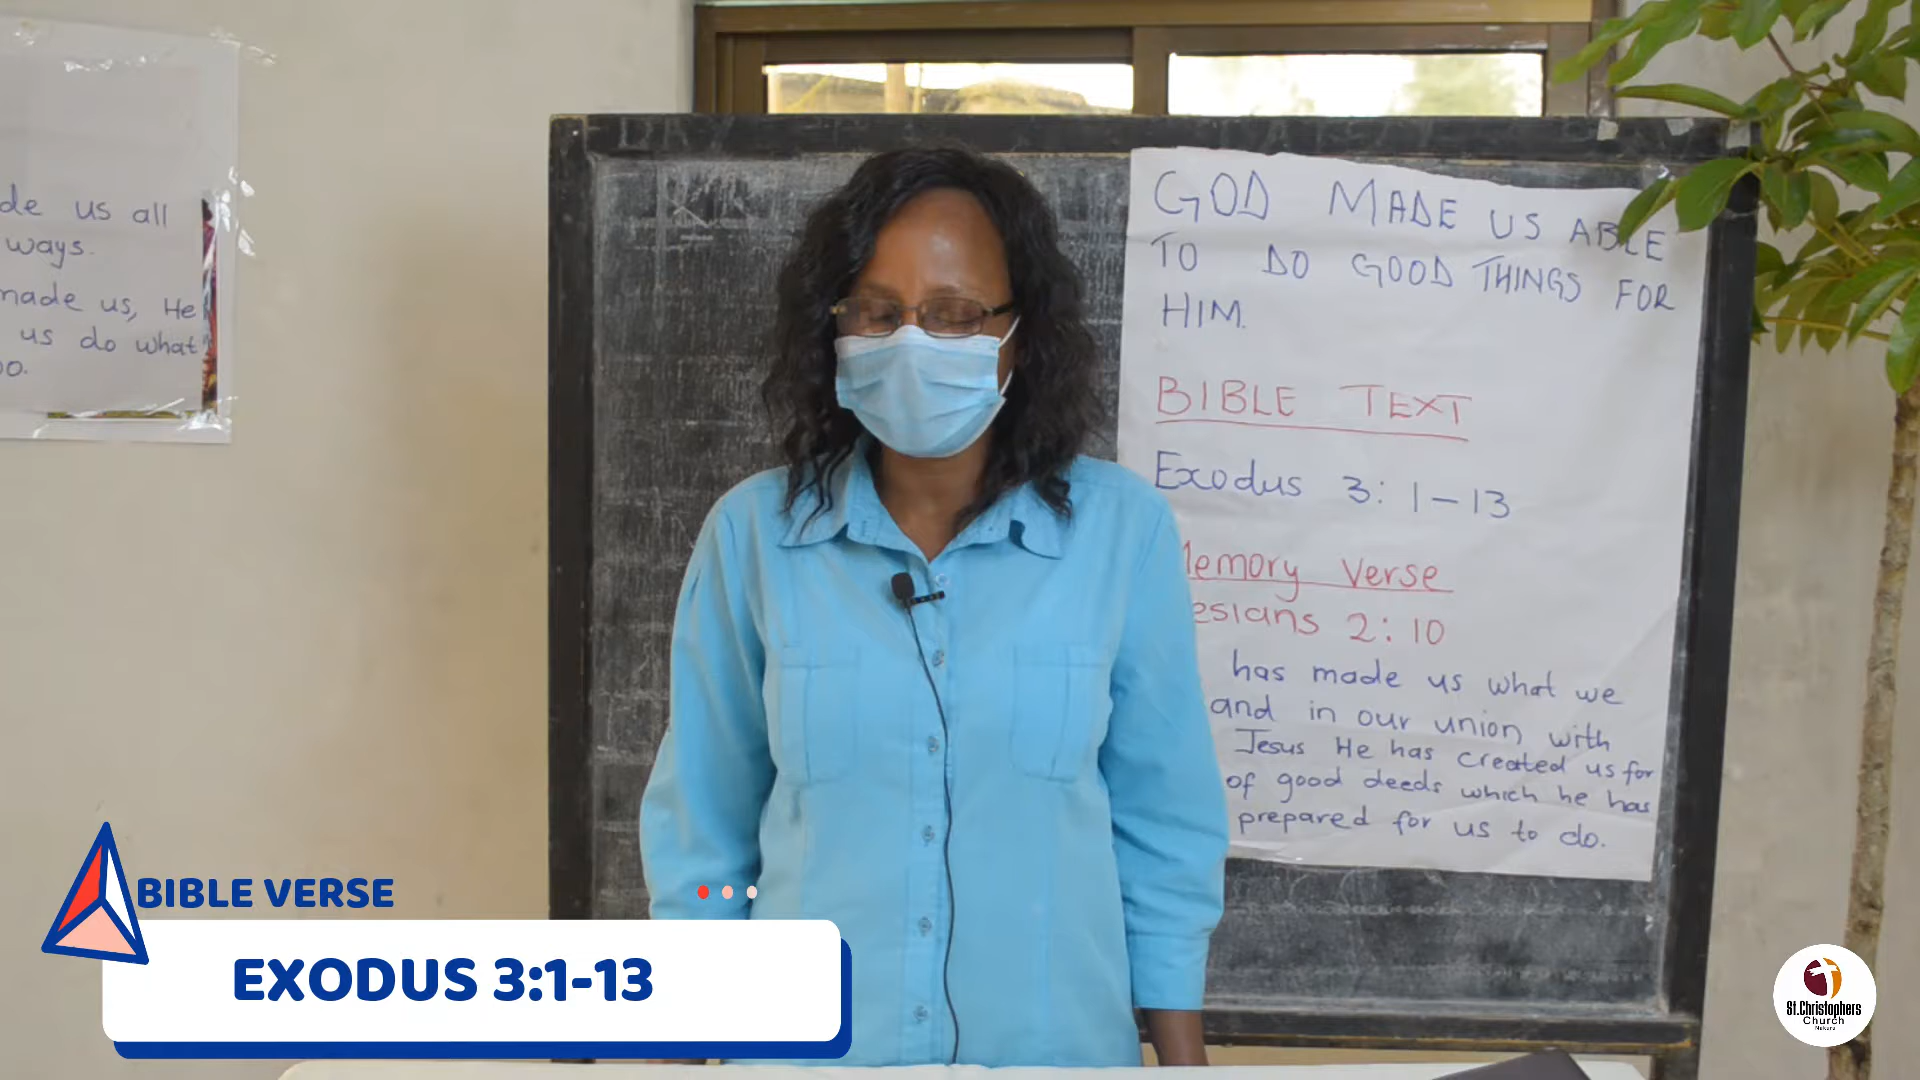 de us all
ways.
made us, He
us do what
oo.
GOD MADE US ABLE
TO DO GOOD THINGS FOR
HIM.
BIBLE TEXT
Exodus 3: 1-13
Memory Verse
esians 2:10
has made us what we
and in our union with
Jesus He has created us for
of good deeds which he has
prepared for us to do.
BIBLE VERSE
EXODUS 3:1-13
St.Christophers
Church
Nakuru